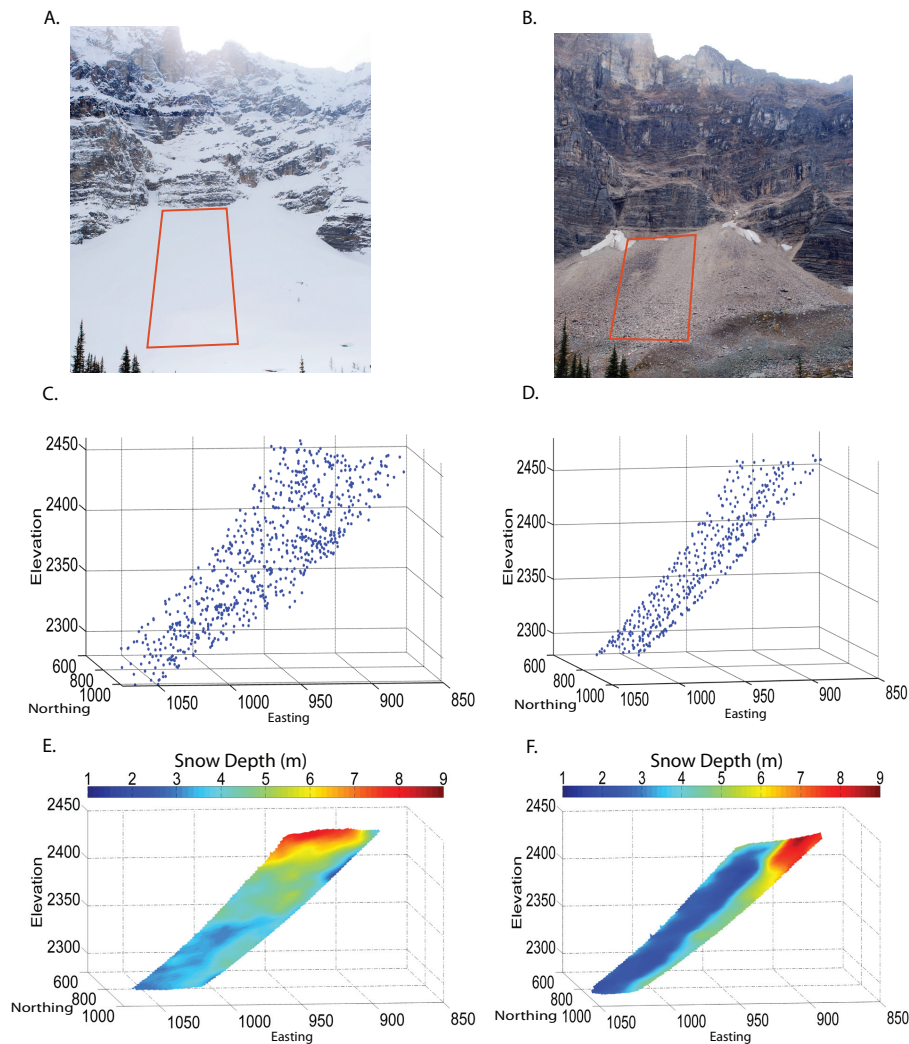 A.
B.
C.
D.
2450
2400
2350
2300
Elevation
600
800
1000
Northing
1050
1000
950
900
850
Easting
2450
2400
2350
2300
Elevation
600
800
1000
Northing
1050
1000
950
900
850
Easting
E.
F.
Snow Depth (m)
1 2 3 4 5 6 7 8 9
2450
2400
2350
2300
Elevation
600
800
1000
Northing
1050
1000
950
900
850
Easting
Snow Depth (m)
1 2 3 4 5 6 7 8 9
2450
2400
2350
2300
Elevation
600
800
1000
Northing
1050
1000
950
900
850
Easting